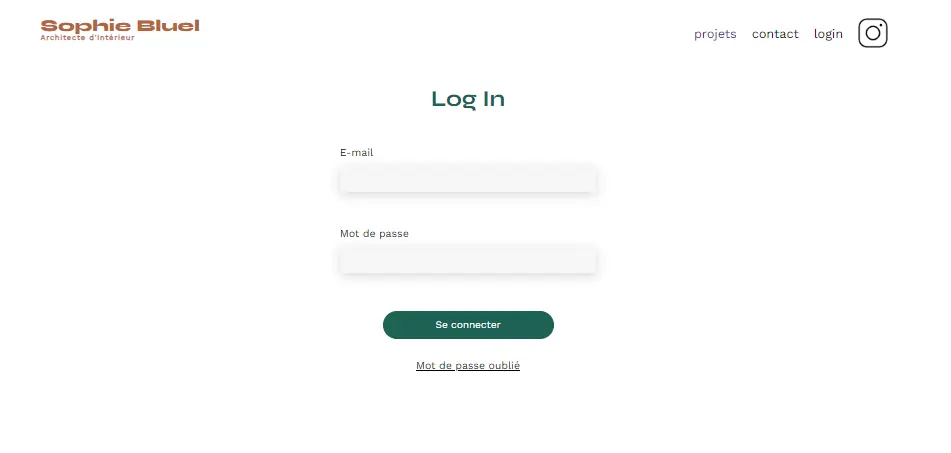 Sophie Bluel
Architecte d'intérieur
projets
contact
login
Log In
E-mail
Mot de passe
Se connecter
Mot de passe oublié